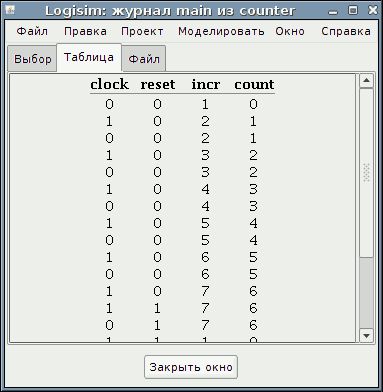 Logisim: журнал main из counter
Файл Правка Проект Моделировать Окно Справка
Выбор Таблица Файл
clock reset incr count
0 0 1 0
1 0 2 1
0 0 2 1
1 0 3 2
0 0 3 2
1 0 4 3
0 0 4 3
1 0 5 4
0 0 5 4
1 0 6 5
0 0 6 5
1 0 7 6
1 1 7 6
0 1 7 6
1 1 1 0
Закрыть окно